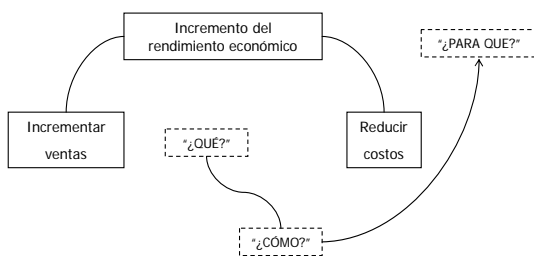 Incremento del
rendimiento económico
"¿PARA QUE?"
Incrementar
ventas
"¿QUÉ?"
Reducir
costos
"¿CÓMO?"